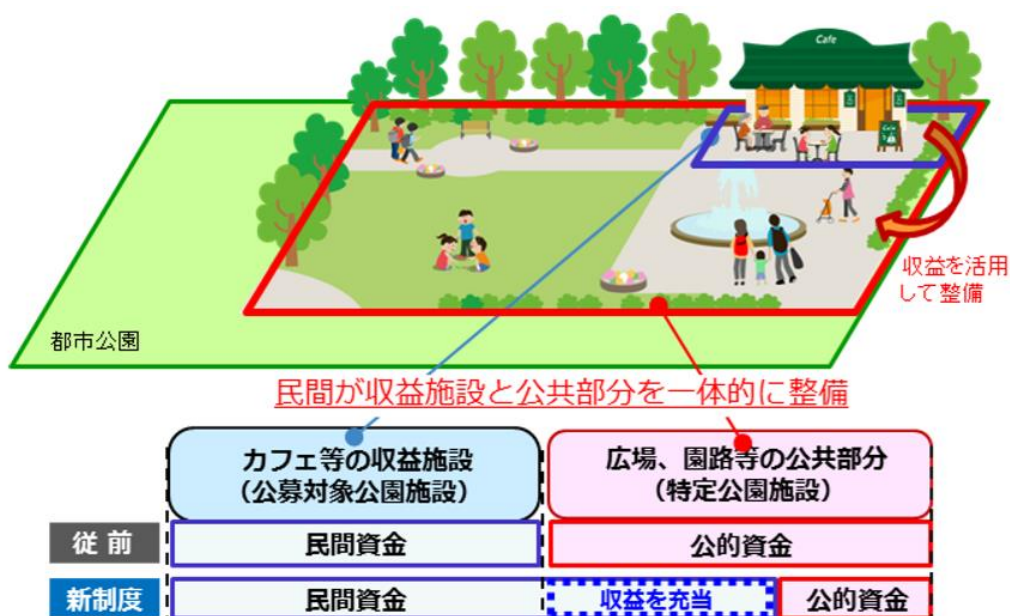 Cafe
Cafe
収益を活用
して整備
都市公園
民間が収益施設と公共部分を一体的に整備
カフェ等の収益施設
(公募対象公園施設)
広場、園路等の公共部分
(特定公園施設)
従前
民間資金
公的資金
新制度
民間資金
収益を充当
公的資金